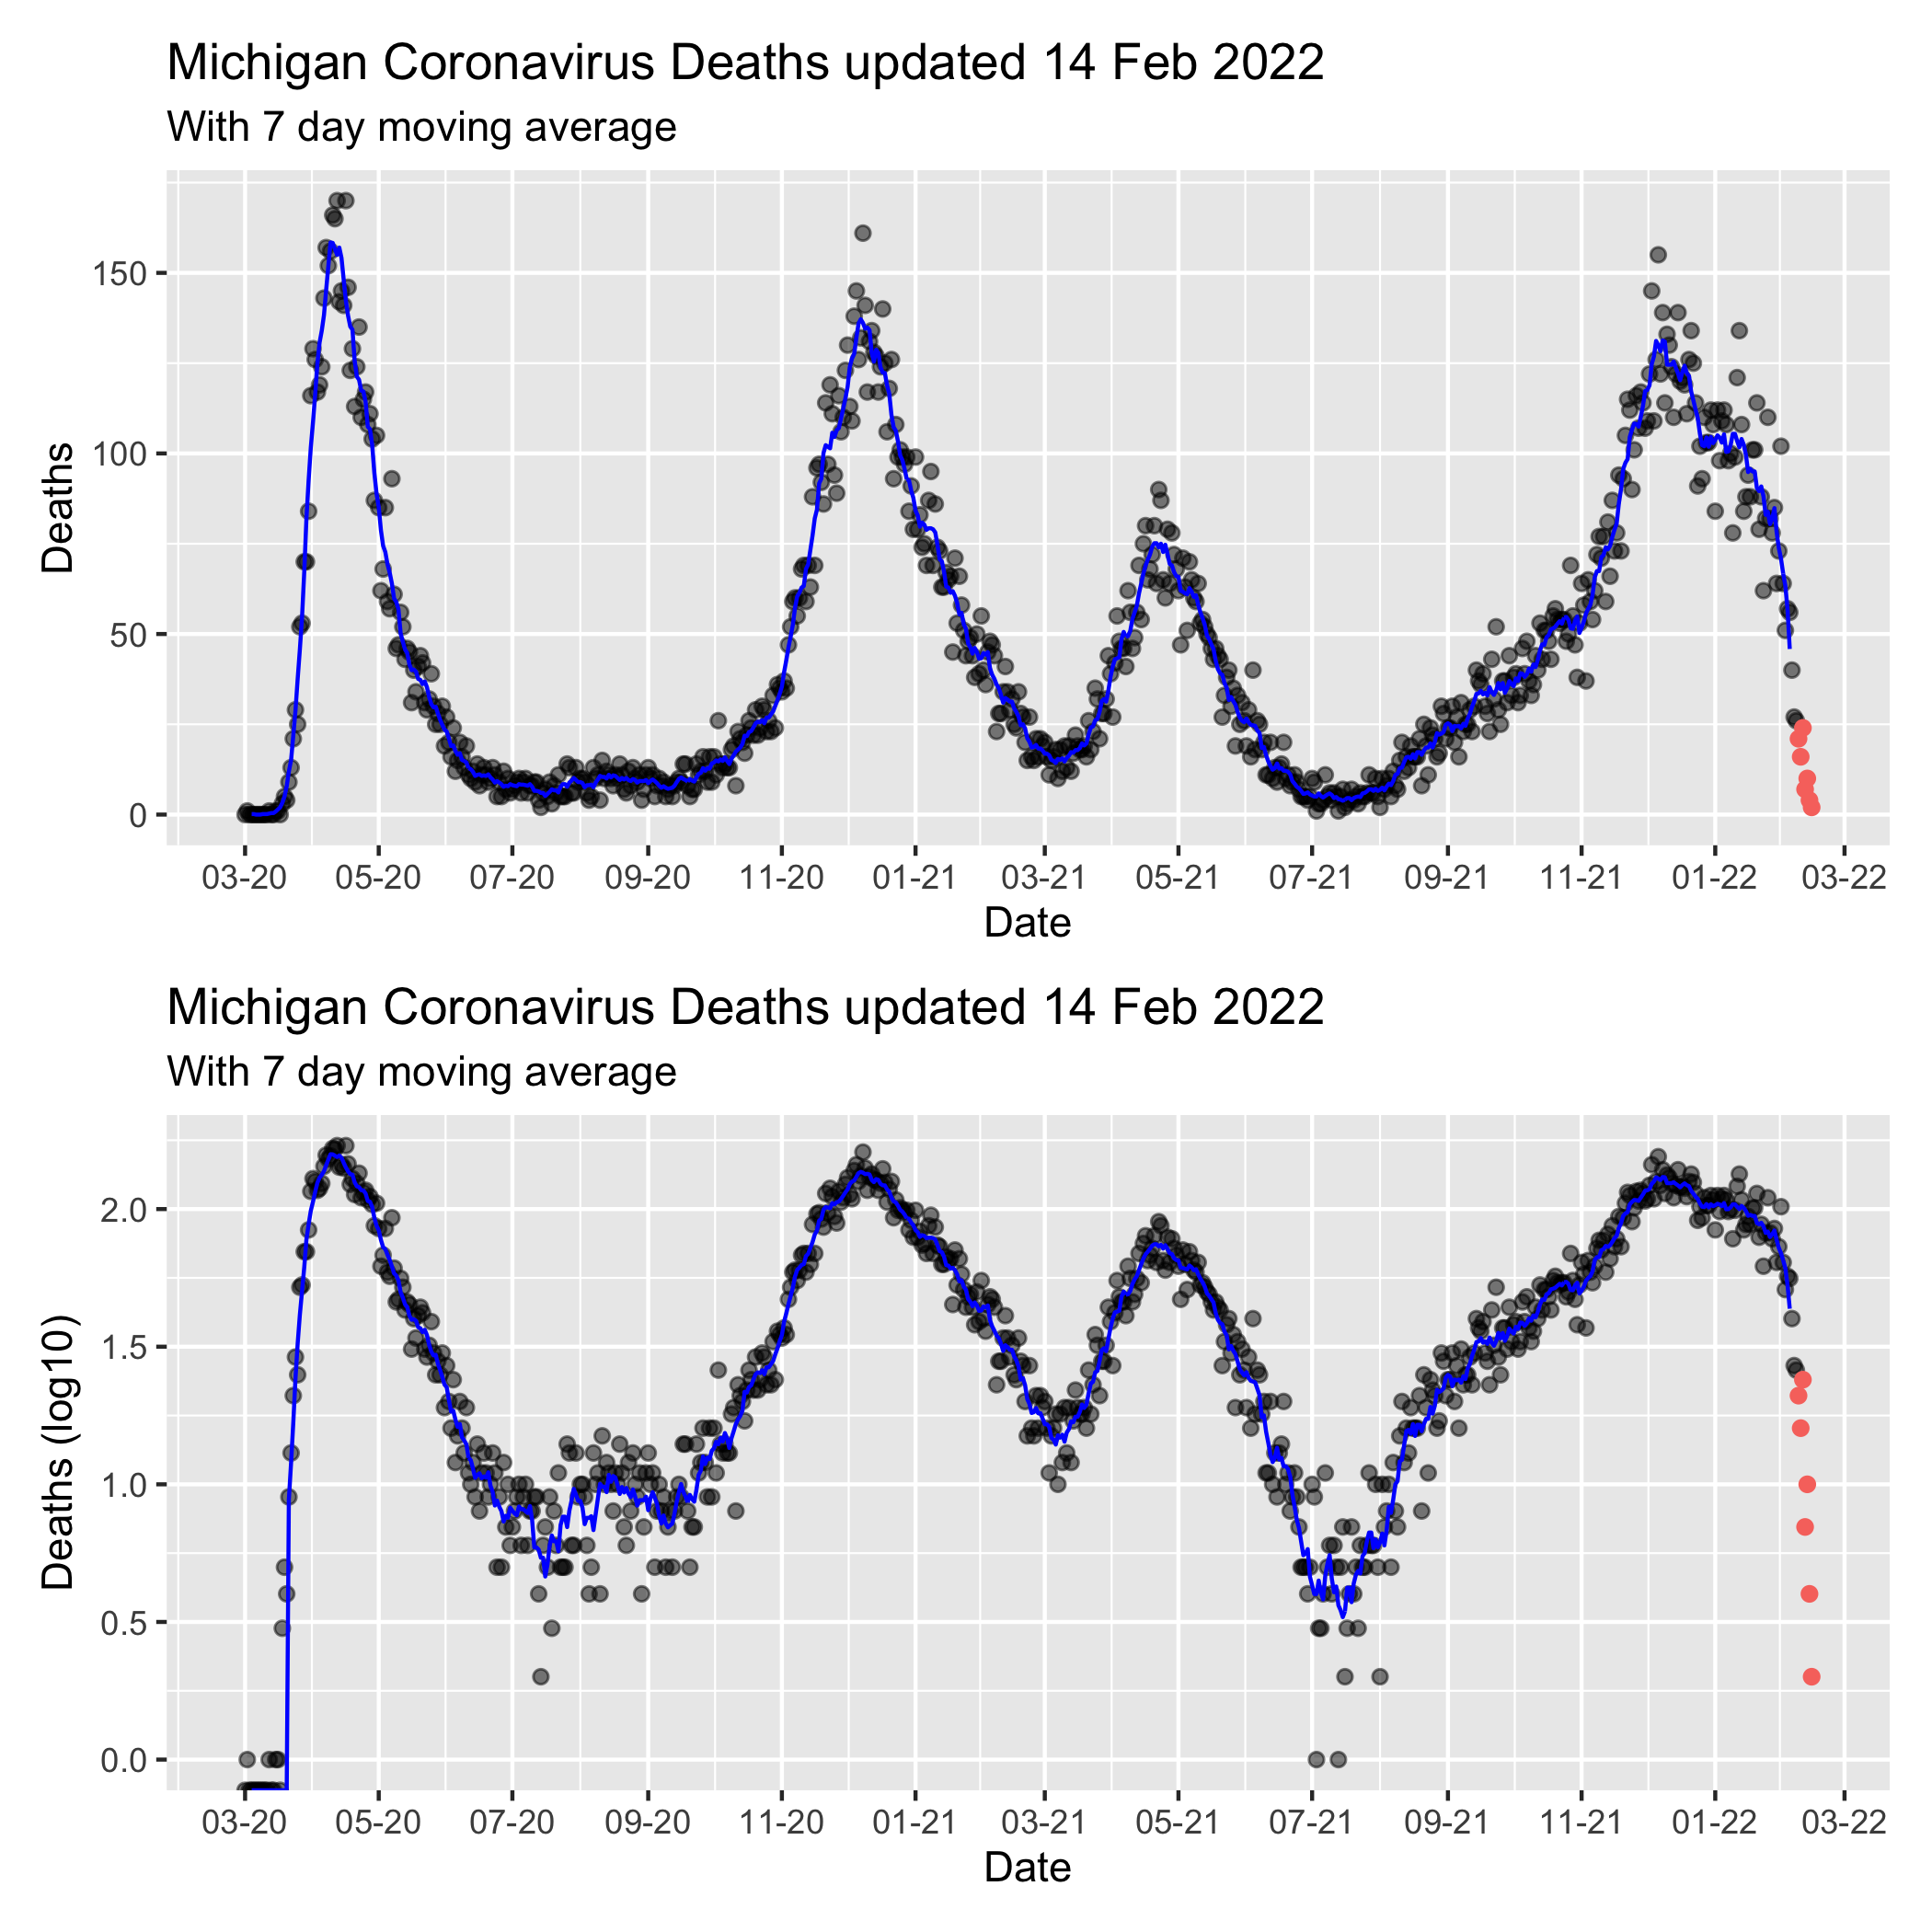 Michigan Coronavirus Deaths updated 14 Feb 2022
With 7 day moving average
150
100
50
0
Deaths
03-20 05-20 07-20 09-20 11-20 01-21 03-21 05-21 07-21 09-21 11-21 01-22 03-22
Date
Michigan Coronavirus Deaths updated 14 Feb 2022
With 7 day moving average
2.0
1.5
1.0
0.5
0.0
Deaths (log10)
03-20 05-20 07-20 09-20 11-20 01-21 03-21 05-21 07-21 09-21 11-21 01-22 03-22
Date